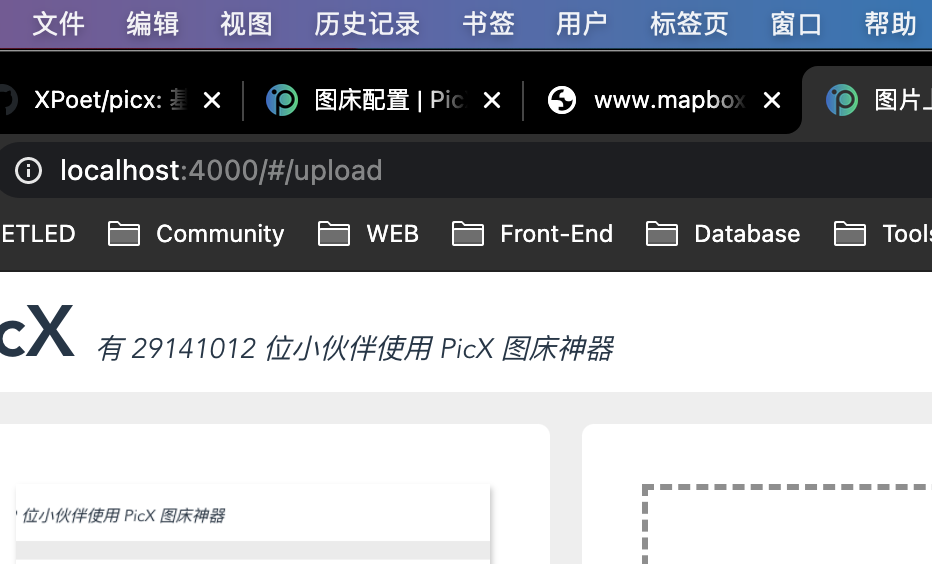 文件 编辑 视图 历史记录 书签 用户 标签页 窗口 帮助
XPoet/picx: 图床配置 | Pic www.mapbox 图片
localhost:4000/#/upload
ETLED Community WEB Front-End Database Tools
cX 有 29141012 位小伙伴使用 PicX 图床神器
位小伙伴使用 PicX 图床神器